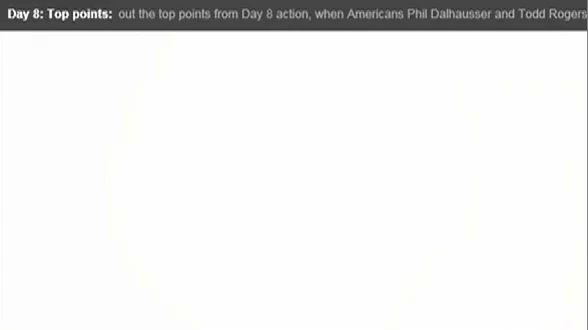 Day 8: Top points: out the top points from Day 8 action, when Americans Phil Dalhausser and Todd Rogers